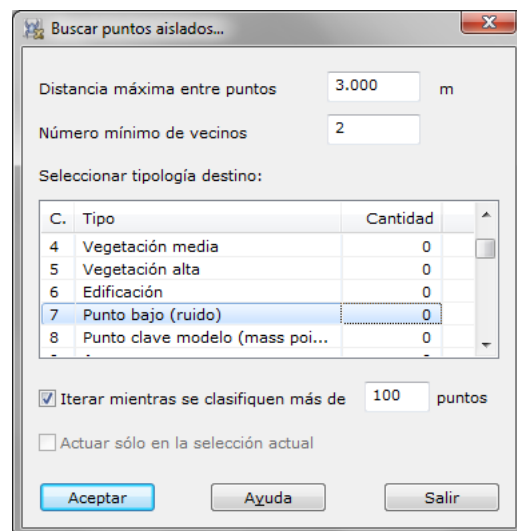 Buscar puntos aislados...
Distancia máxima entre puntos 3.000 m
Número mínimo de vecinos 2
Seleccionar tipología destino:
C. Tipo Cantidad
4 Vegetación media 0
5 Vegetación alta 0
6 Edificación 0
7 Punto bajo (ruido) 0
8 Punto clave modelo (mass poi... 0
Iterar mientras se clasifiquen más de 100 puntos
Actuar sólo en la selección actual
Aceptar Ayuda Salir